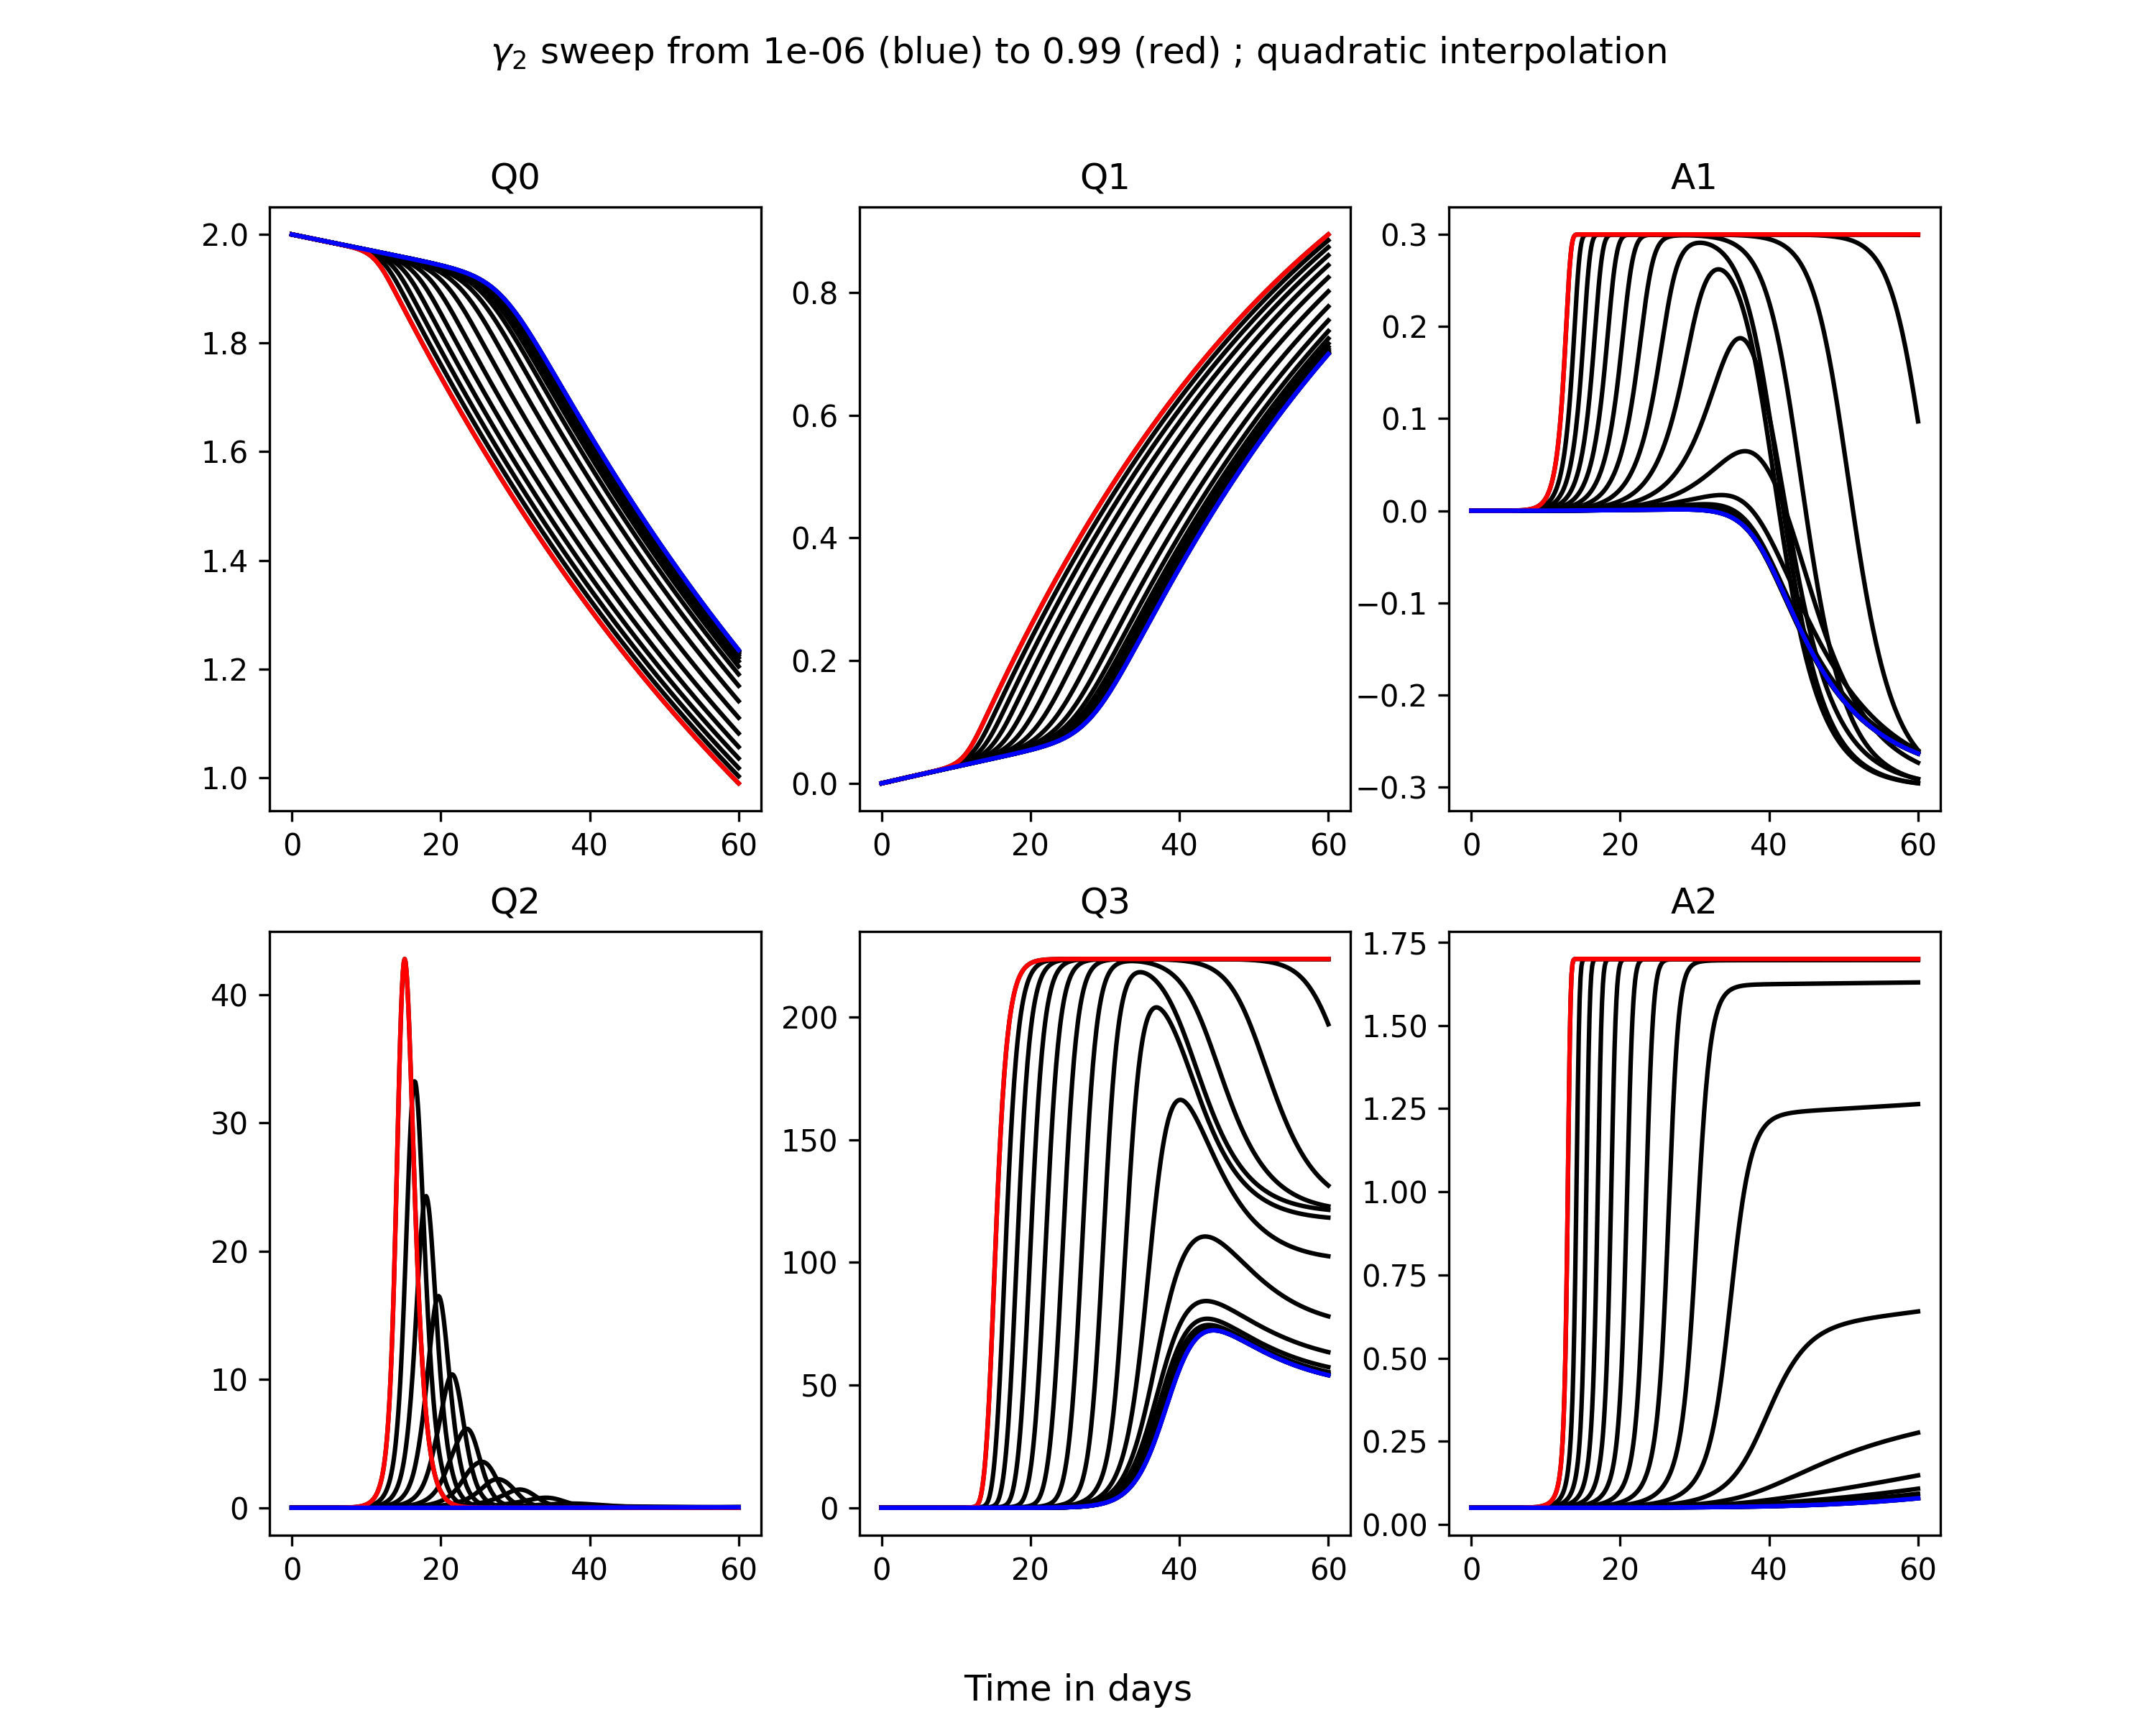 γ₂ sweep from 1e-06 (blue) to 0.99 (red) ; quadratic interpolation
Q0
2.0
1.8
1.6
1.4
1.2
1.0
0 20 40 60
Q1
0.8
0.6
0.4
0.2
0.0
0 20 40 60
A1
0.3
0.2
0.1
0.0
−0.1
−0.2
−0.3
0 20 40 60
Q2
40
30
20
10
0
0 20 40 60
Q3
200
150
100
50
0
0 20 40 60
A2
1.75
1.50
1.25
1.00
0.75
0.50
0.25
0.00
0 20 40 60
Time in days